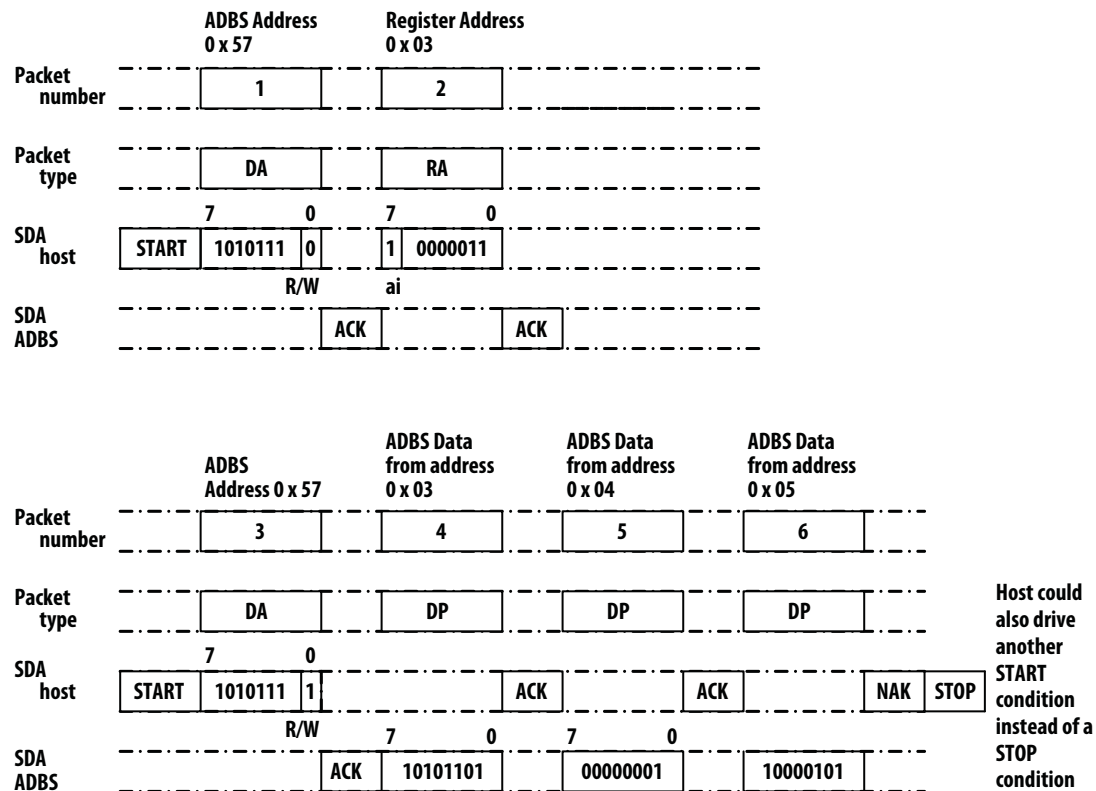 ADBS Address
0 x 57
Register Address
0 x 03
Packet
number
1
2
Packet
type
DA
RA
7 0 7 0
SDA
host
START 1010111 0 1 0000011
R/W ai
SDA
ADBS
ACK ACK
ADBS
Address 0 x 57
ADBS Data
from address
0 x 03
ADBS Data
from address
0 x 04
ADBS Data
from address
0 x 05
Packet
number
3 4 5 6
Packet
type
DA DP DP DP
7 0
SDA
host
START 1010111 1 ACK ACK NAK STOP
R/W
7 0 7 0
SDA
ADBS
ACK 10101101 00000001 10000101
Host could
also drive
another
START
condition
instead of a
STOP
condition